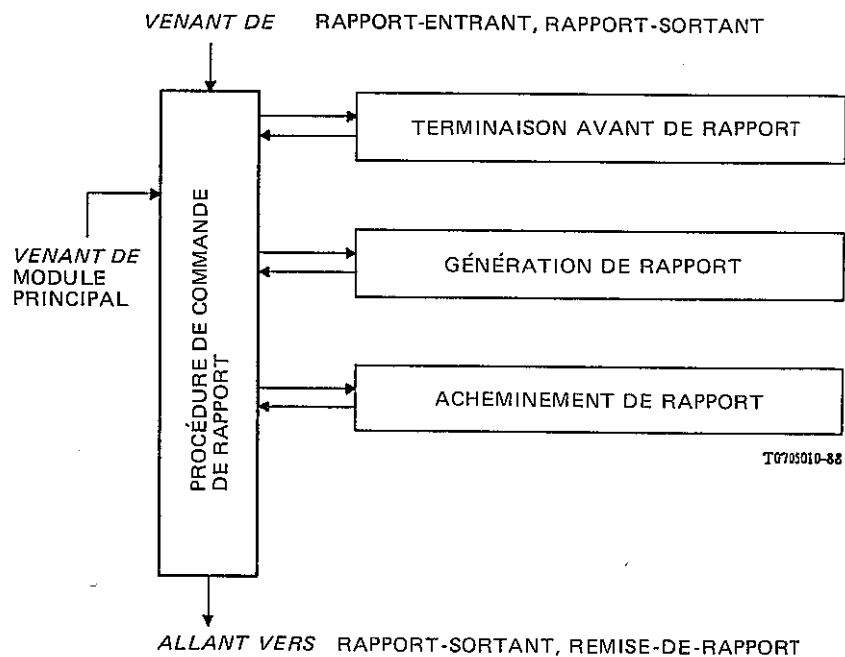 VENANT DE RAPPORT-ENTRANT, RAPPORT-SORTANT
TERMINAISON AVANT DE RAPPORT
VENANT DE
MODULE
PRINCIPAL
PROCÉDURE DE COMMANDE
DE RAPPORT
GÉNÉRATION DE RAPPORT
ACHEMINEMENT DE RAPPORT
T0705010-88
ALLANT VERS RAPPORT-SORTANT, REMISE-DE-RAPPORT